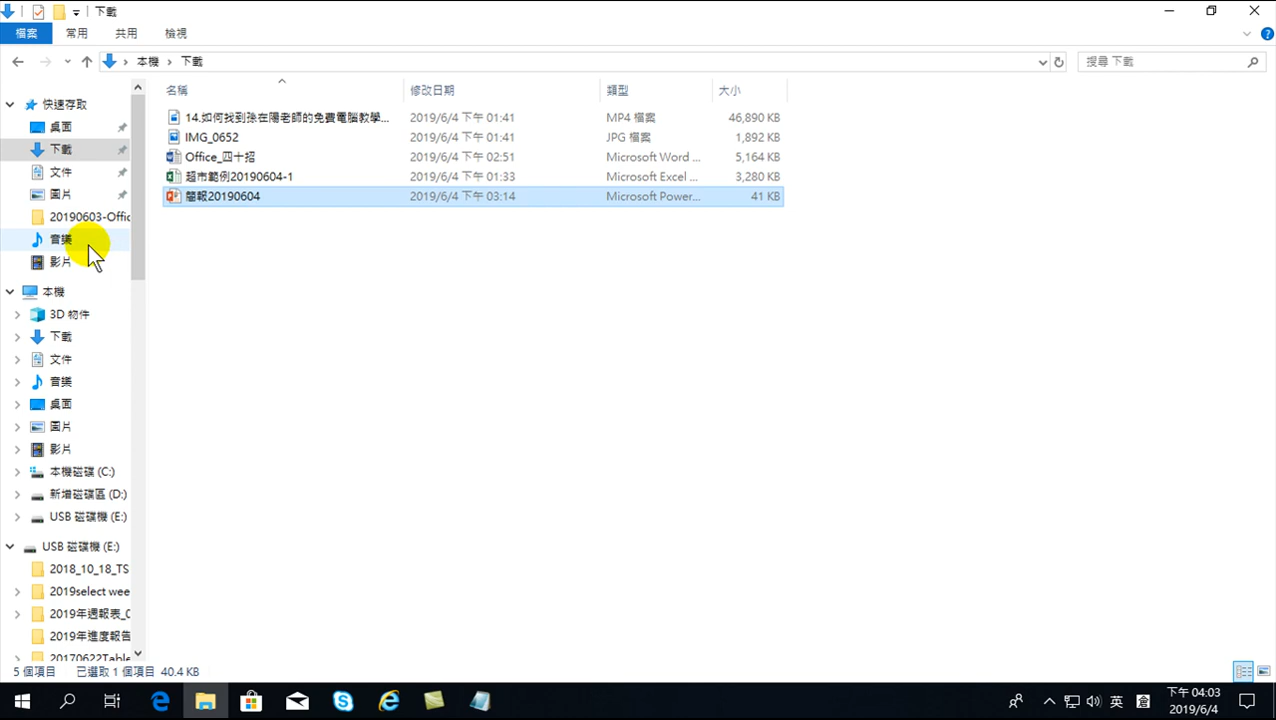 下載
檔案 常用 共用 檢視
本機 下載 搜尋 下載
名稱 修改日期 類型 大小
14.如何找到孫在陽老師的免費電腦教學... 2019/6/4 下午 01:41 MP4 檔案 46,890 KB
IMG_0652 2019/6/4 下午 01:41 JPG 檔案 1,892 KB
Office_四十招 2019/6/4 下午 02:51 Microsoft Word ... 5,164 KB
超市範例20190604-1 2019/6/4 下午 01:33 Microsoft Excel ... 3,280 KB
簡報20190604 2019/6/4 下午 03:14 Microsoft Power... 41 KB
快速存取
桌面
下載
文件
圖片
20190603-Offic
音樂
影片
本機
3D 物件
下載
文件
音樂
桌面
圖片
影片
本機磁碟 (C:)
新增磁碟區 (D:)
USB 磁碟機 (E:)
USB 磁碟機 (E:)
2018_10_18_TS
2019select wee
2019年週報表_0
2019年進度報告
20170622Table
5 個項目 已選取 1 個項目 40.4 KB
英 倉 下午 04:03
2019/6/4